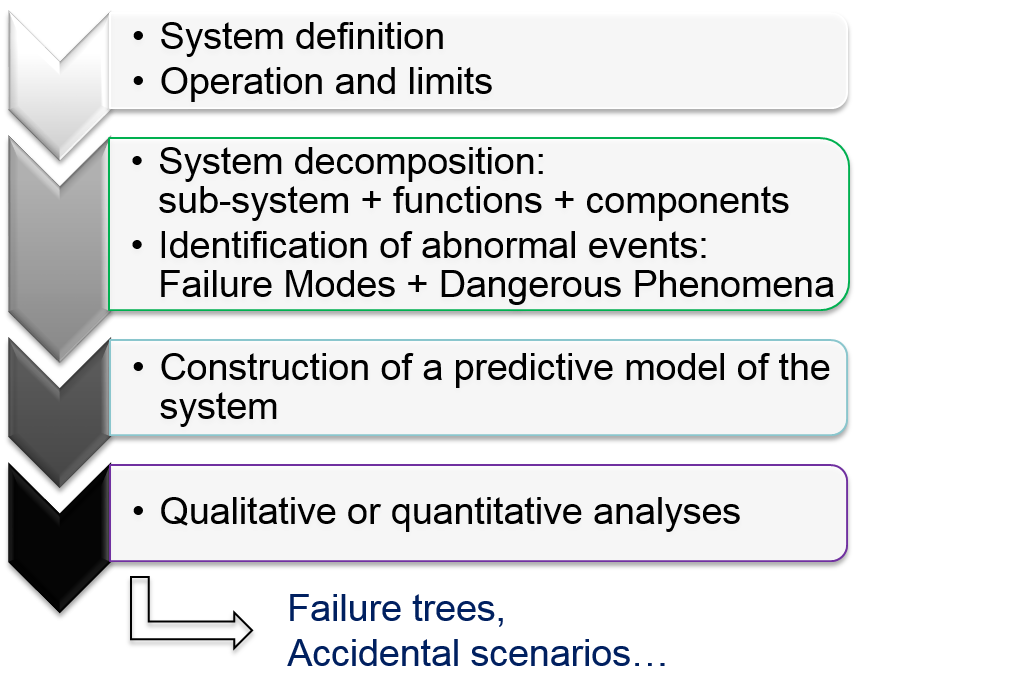 • System definition
• Operation and limits
• System decomposition:
sub-system + functions + components
• Identification of abnormal events:
Failure Modes + Dangerous Phenomena
• Construction of a predictive model of the
system
• Qualitative or quantitative analyses
Failure trees,
Accidental scenarios…